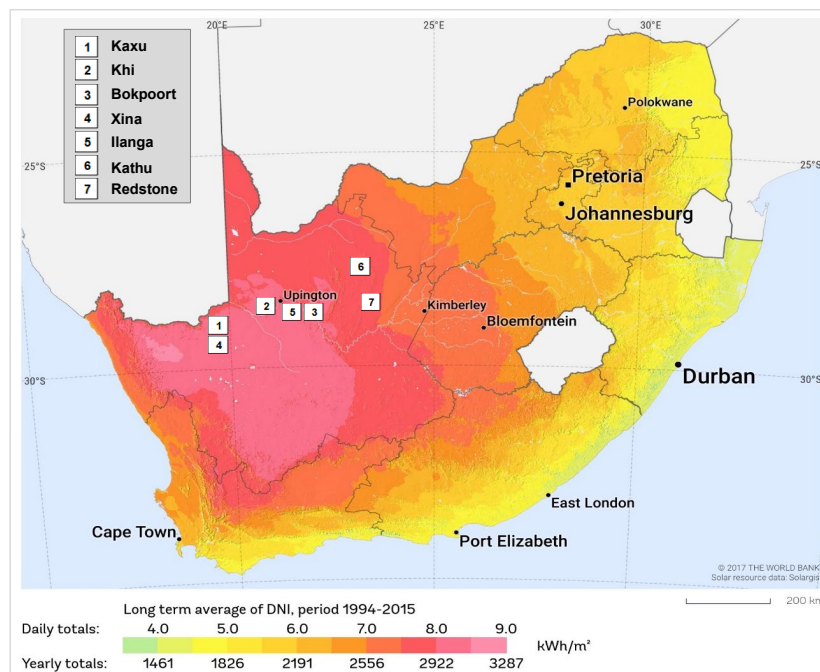 20°E
25°E
30°E
1 Kaxu
2 Khi
3 Bokpoort
4 Xina
5 Ilanga
6 Kathu
7 Redstone
Polokwane
25°S
25°S
Pretoria
Johannesburg
6
Upington
2
5
3
7
Kimberley
1
Bloemfontein
4
30°S
Durban
30°S
East London
Cape Town
Port Elizabeth
© 2017 THE WORLD BANK
Solar resource data: Solargis
200 km
Long term average of DNI, period 1994-2015
Daily totals: 4.0 5.0 6.0 7.0 8.0 9.0
kWh/m²
Yearly totals: 1461 1826 2191 2556 2922 3287